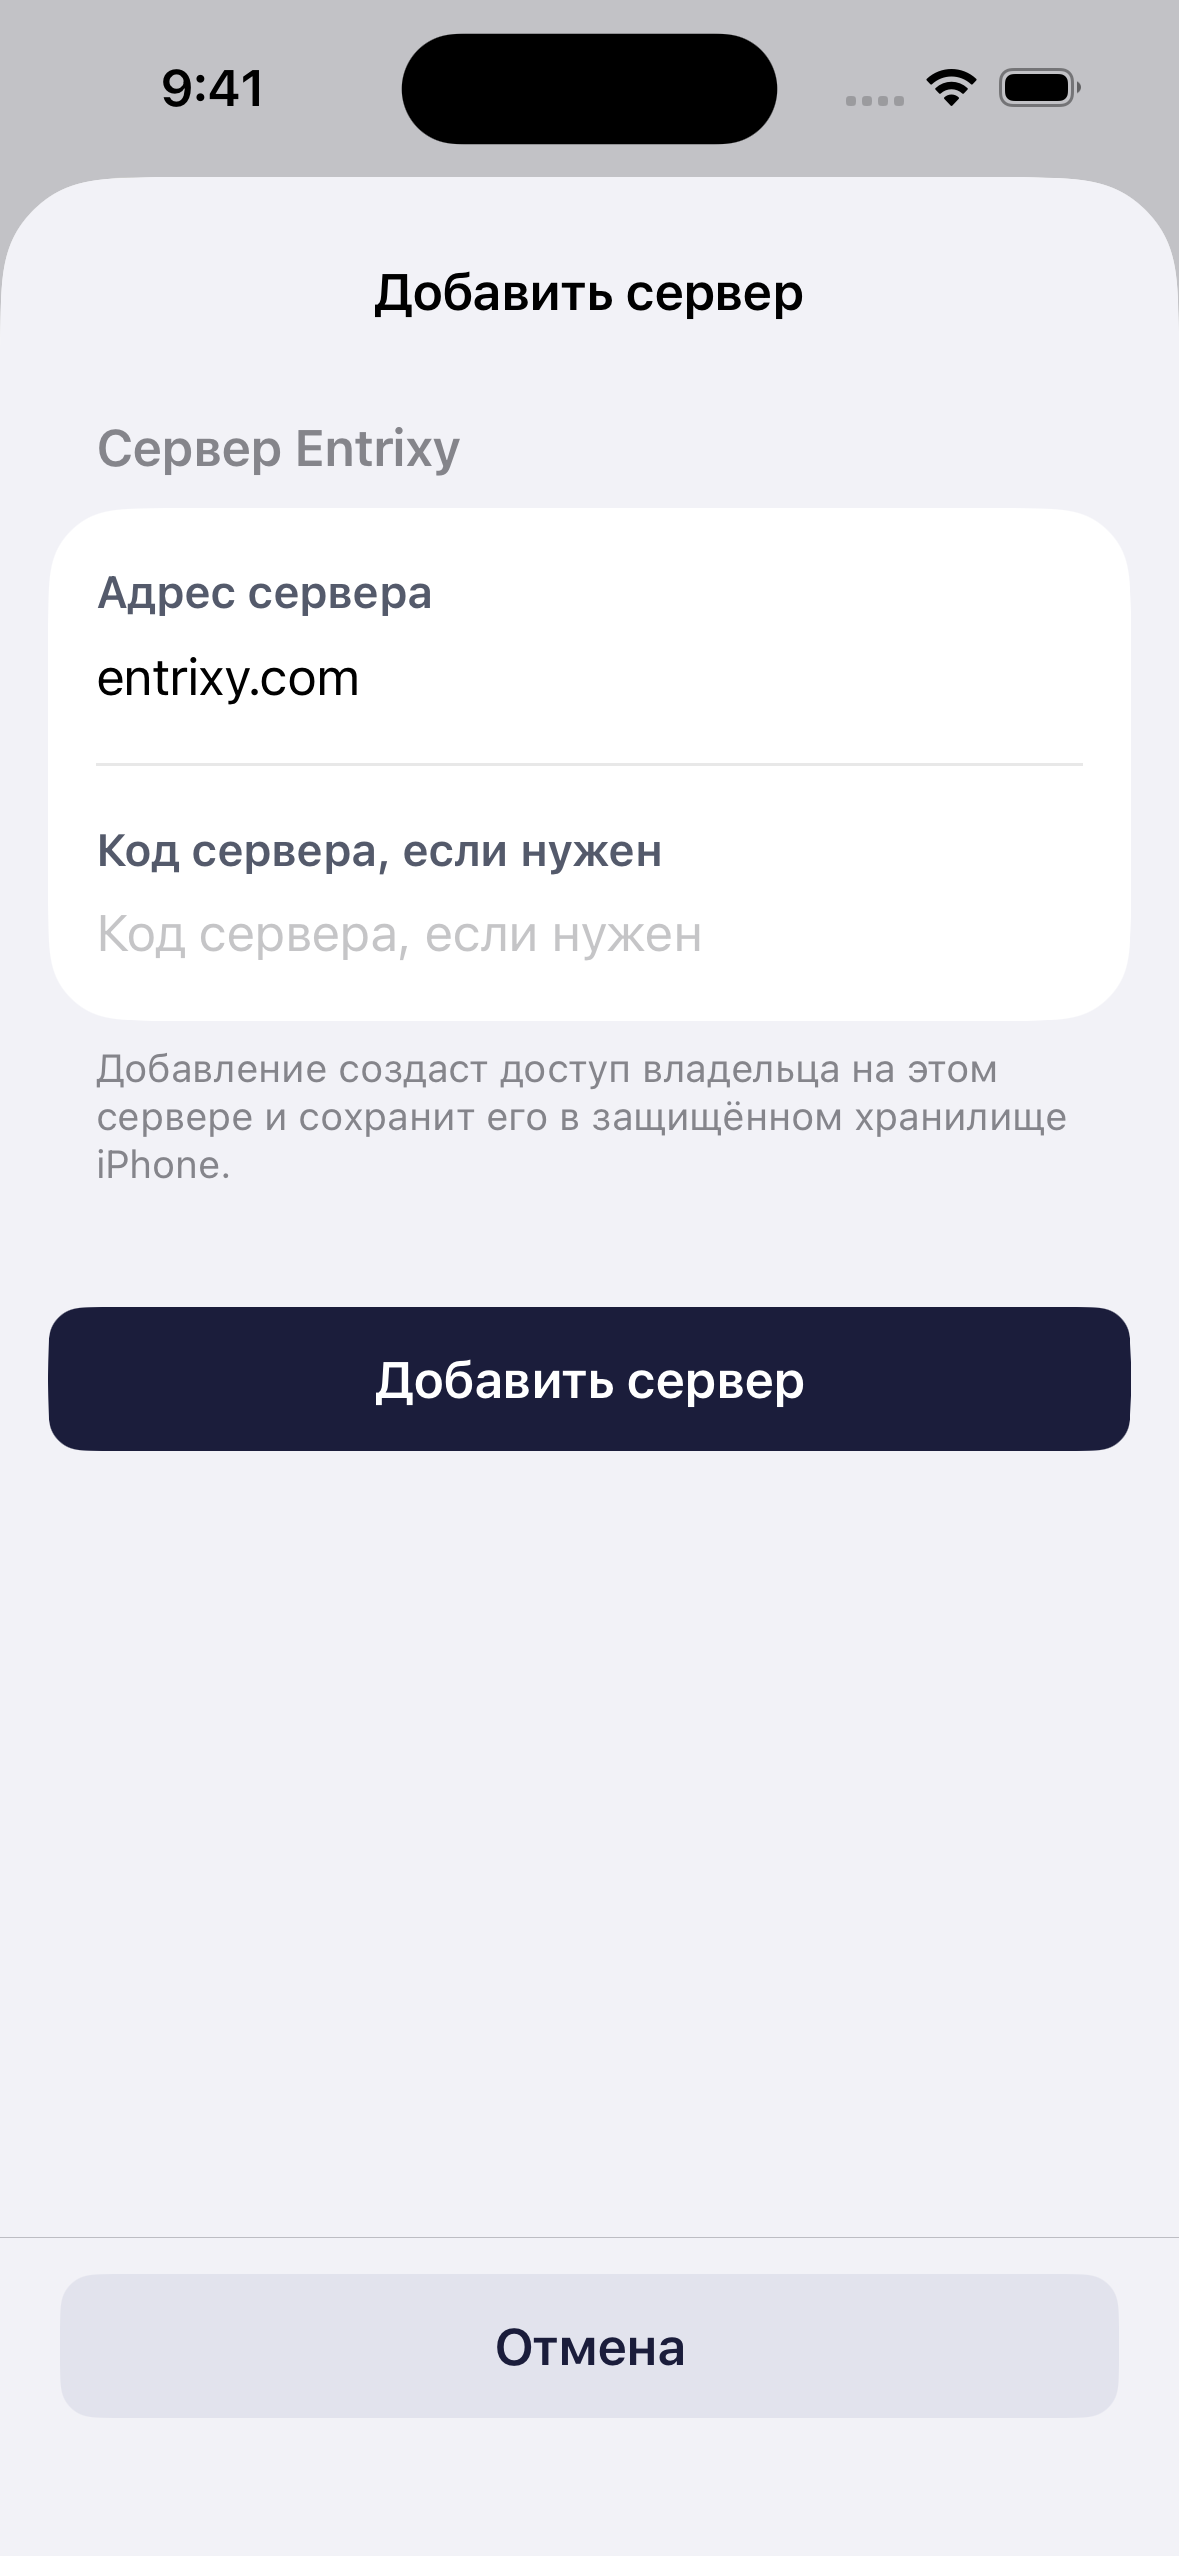 9:41
Добавить сервер
Сервер Entrixy
Адрес сервера
entrixy.com
Код сервера, если нужен
Код сервера, если нужен
Добавление создаст доступ владельца на этом
сервере и сохранит его в защищённом хранилище
iPhone.
Добавить сервер
Отмена